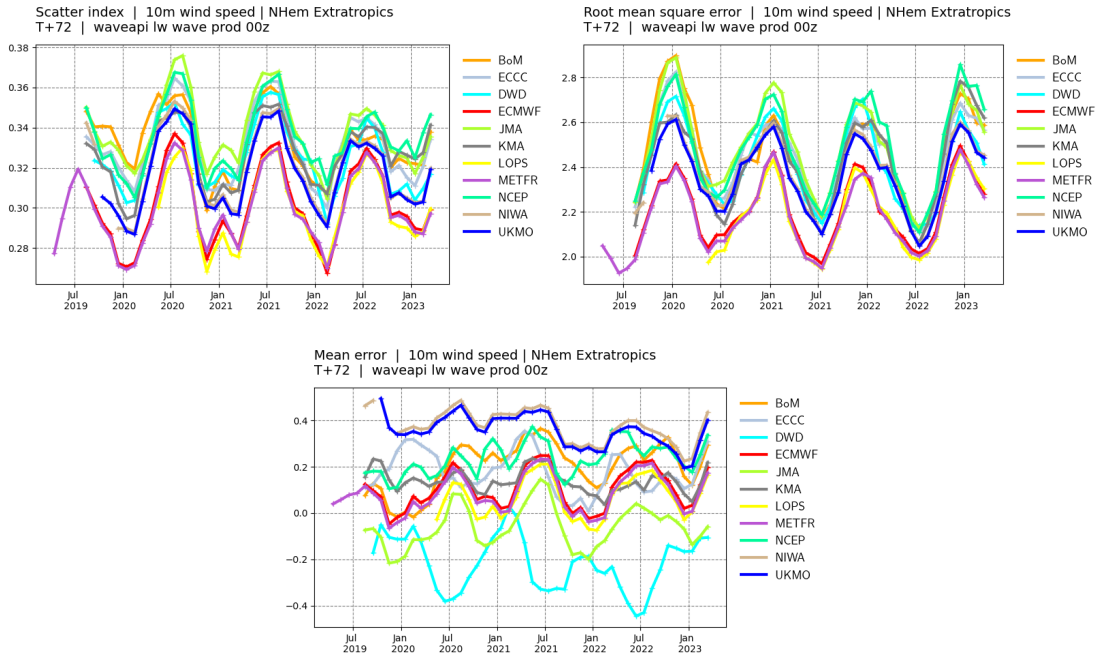 Scatter index  |  10m wind speed | NHem Extratropics
T+72  |  waveapi lw wave prod 00z
0.38
0.36
0.34
0.32
0.30
0.28
Jul
2019
Jan
2020
Jul
2020
Jan
2021
Jul
2021
Jan
2022
Jul
2022
Jan
2023
BoM
ECCC
DWD
ECMWF
JMA
KMA
LOPS
METFR
NCEP
NIWA
UKMO
Root mean square error  |  10m wind speed | NHem Extratropics
T+72  |  waveapi lw wave prod 00z
2.8
2.6
2.4
2.2
2.0
Jul
2019
Jan
2020
Jul
2020
Jan
2021
Jul
2021
Jan
2022
Jul
2022
Jan
2023
BoM
ECCC
DWD
ECMWF
JMA
KMA
LOPS
METFR
NCEP
NIWA
UKMO
Mean error  |  10m wind speed | NHem Extratropics
T+72  |  waveapi lw wave prod 00z
0.4
0.2
0.0
−0.2
−0.4
Jul
2019
Jan
2020
Jul
2020
Jan
2021
Jul
2021
Jan
2022
Jul
2022
Jan
2023
BoM
ECCC
DWD
ECMWF
JMA
KMA
LOPS
METFR
NCEP
NIWA
UKMO